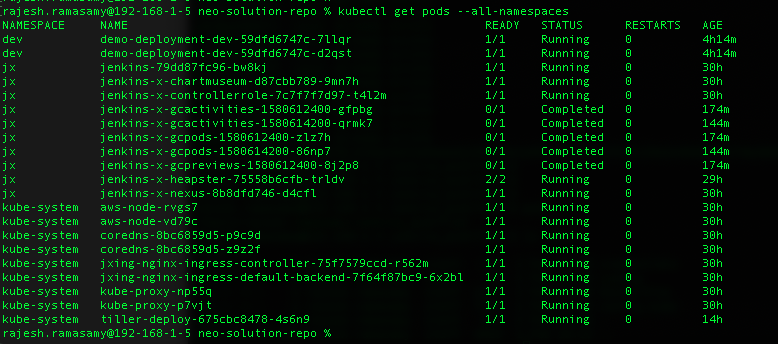 rajesh.ramasamy@192-168-1-5 neo-solution-repo % kubectl get pods --all-namespaces
NAMESPACE NAME READY STATUS RESTARTS AGE
dev demo-deployment-dev-59dfd6747c-7llqr 1/1 Running 0 4h14m
dev demo-deployment-dev-59dfd6747c-d2qst 1/1 Running 0 4h14m
jx jenkins-79dd87fc96-bw8kj 1/1 Running 0 30h
jx jenkins-x-chartmuseum-d87cbb789-9mn7h 1/1 Running 0 30h
jx jenkins-x-controllerrole-7c7f7f7d97-t4l2m 1/1 Running 0 30h
jx jenkins-x-gcactivities-1580612400-gfpbg 0/1 Completed 0 174m
jx jenkins-x-gcactivities-1580614200-qrmk7 0/1 Completed 0 144m
jx jenkins-x-gcpods-1580612400-zlz7h 0/1 Completed 0 174m
jx jenkins-x-gcpods-1580614200-86np7 0/1 Completed 0 144m
jx jenkins-x-gcpreviews-1580612400-8j2p8 0/1 Completed 0 174m
jx jenkins-x-heapster-75558b6cfb-trldv 2/2 Running 0 29h
jx jenkins-x-nexus-8b8dfd746-d4cfl 1/1 Running 0 30h
kube-system aws-node-rvgs7 1/1 Running 0 30h
kube-system aws-node-vd79c 1/1 Running 0 30h
kube-system coredns-8bc6859d5-p9c9d 1/1 Running 0 30h
kube-system coredns-8bc6859d5-z9z2f 1/1 Running 0 30h
kube-system jxing-nginx-ingress-controller-75f7579ccd-r562m 1/1 Running 0 30h
kube-system jxing-nginx-ingress-default-backend-7f64f87bc9-6x2bl 1/1 Running 0 30h
kube-system kube-proxy-np55q 1/1 Running 0 30h
kube-system kube-proxy-p7vjt 1/1 Running 0 30h
kube-system tiller-deploy-675cbc8478-4s6n9 1/1 Running 0 14h
rajesh.ramasamy@192-168-1-5 neo-solution-repo %